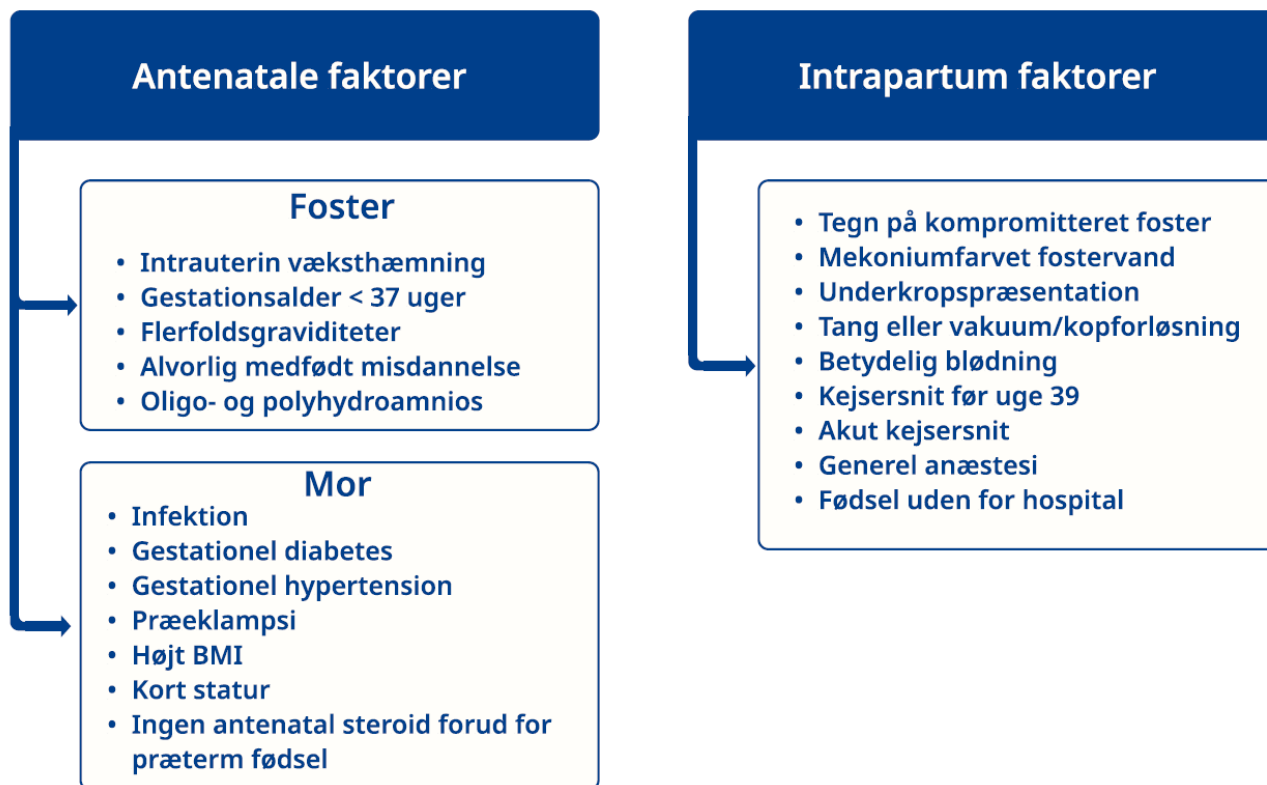 Antenatale faktorer
Foster
• Intrauterin væksthæmning
• Gestationsalder < 37 uger
• Flerfoldsgraviditeter
• Alvorlig medfødt misdannelse
• Oligo- og polyhydroamnios
Mor
• Infektion
• Gestationel diabetes
• Gestationel hypertension
• Præeklampsi
• Højt BMI
• Kort statur
• Ingen antenatal steroid forud for
præterm fødsel
Intrapartum faktorer
• Tegn på kompromitteret foster
• Mekoniumfarvet fostervand
• Underkropspræsentation
• Tang eller vakuum/kopforløsning
• Betydelig blødning
• Kejsersnit før uge 39
• Akut kejsersnit
• Generel anæstesi
• Fødsel uden for hospital